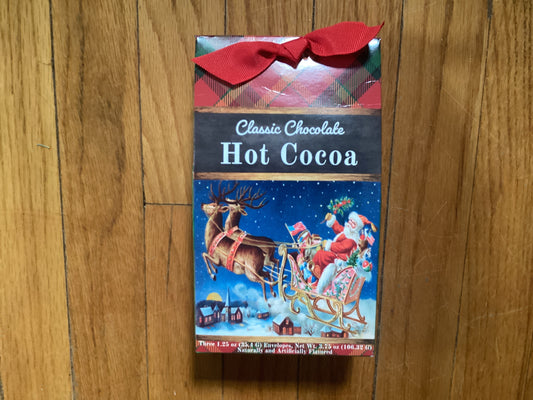 Classic Chocolate
Hot Cocoa
Three 1.25 oz (35.4 G) Envelopes, Net Wt. 3.75 oz (106.32 G)
Naturally and Artificially Flavored